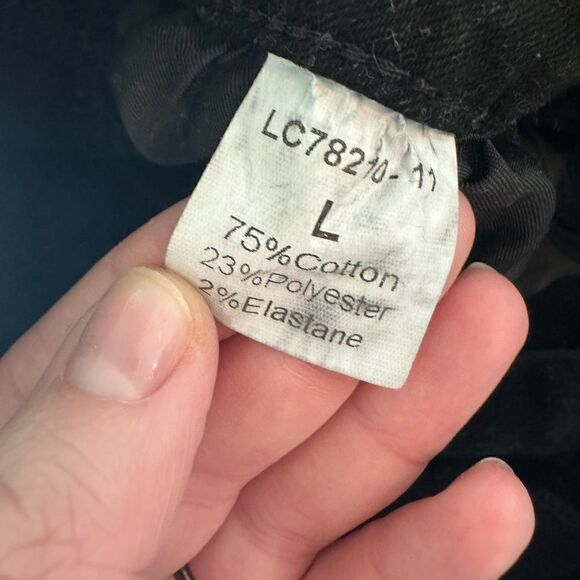 LC78210-11
L
75%Cotton
23%Polyester
2%Elastane